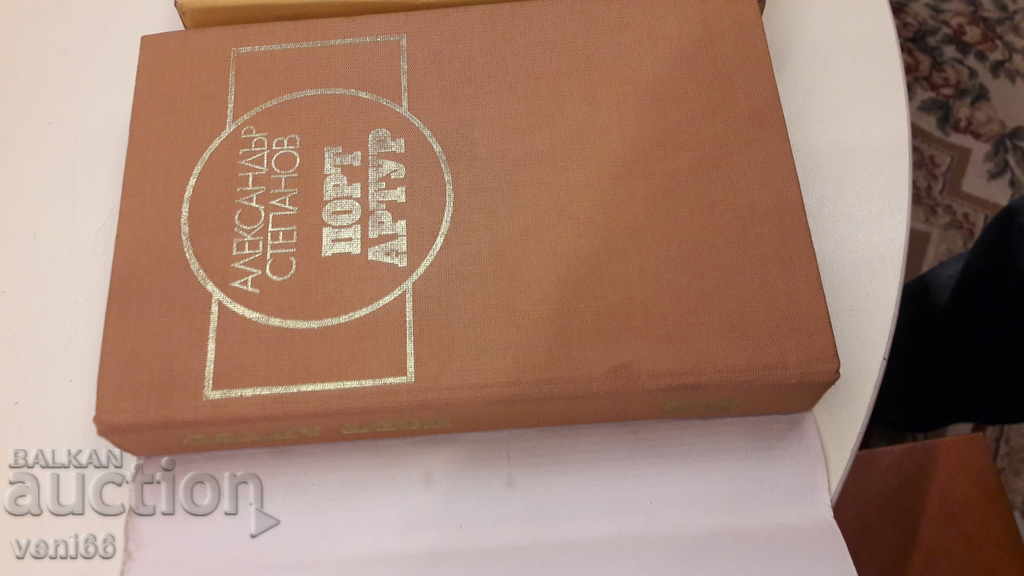 АЛЕКСАНДЪР
СТЕПАНОВ
ПОРТ
АРТУР
BALKAN
auction
veni66